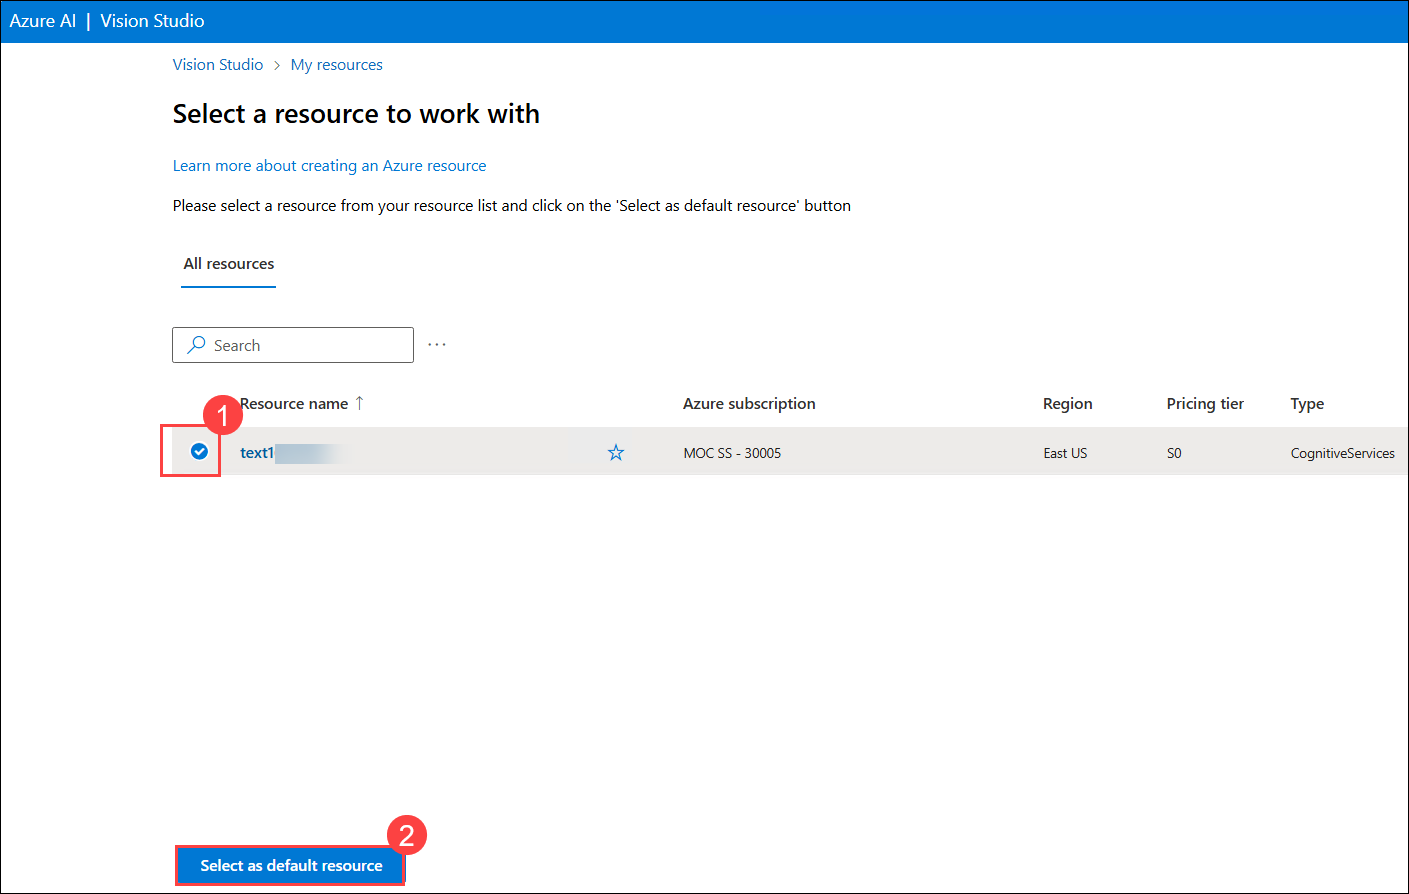 Azure AI | Vision Studio
Vision Studio > My resources
Select a resource to work with
Learn more about creating an Azure resource
Please select a resource from your resource list and click on the 'Select as default resource' button
All resources
Search ...
1
Resource name ↑ Azure subscription Region Pricing tier Type
text1 MOC SS - 30005 East US S0 CognitiveServices
2
Select as default resource